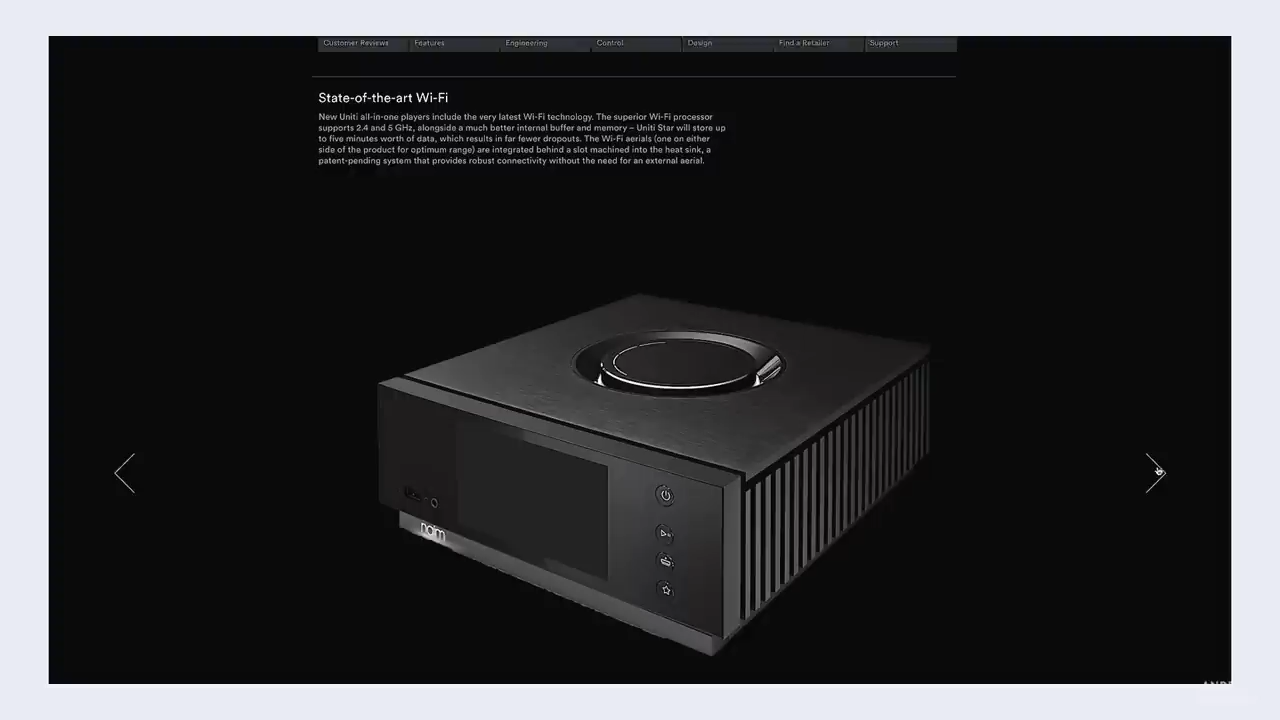 Customer Reviews Features Engineering Control Design Find a Retailer Support
State-of-the-art Wi-Fi
New Uniti all-in-one players include the very latest Wi-Fi technology. The superior Wi-Fi processor
supports 2.4 and 5 GHz, alongside a much better internal buffer and memory – Uniti Star will store up
to five minutes worth of data, which results in far fewer dropouts. The Wi-Fi aerials (one on either
side of the product for optimum range) are integrated behind a slot machined into the heat sink, a
patent-pending system that provides robust connectivity without the need for an external aerial.
naim